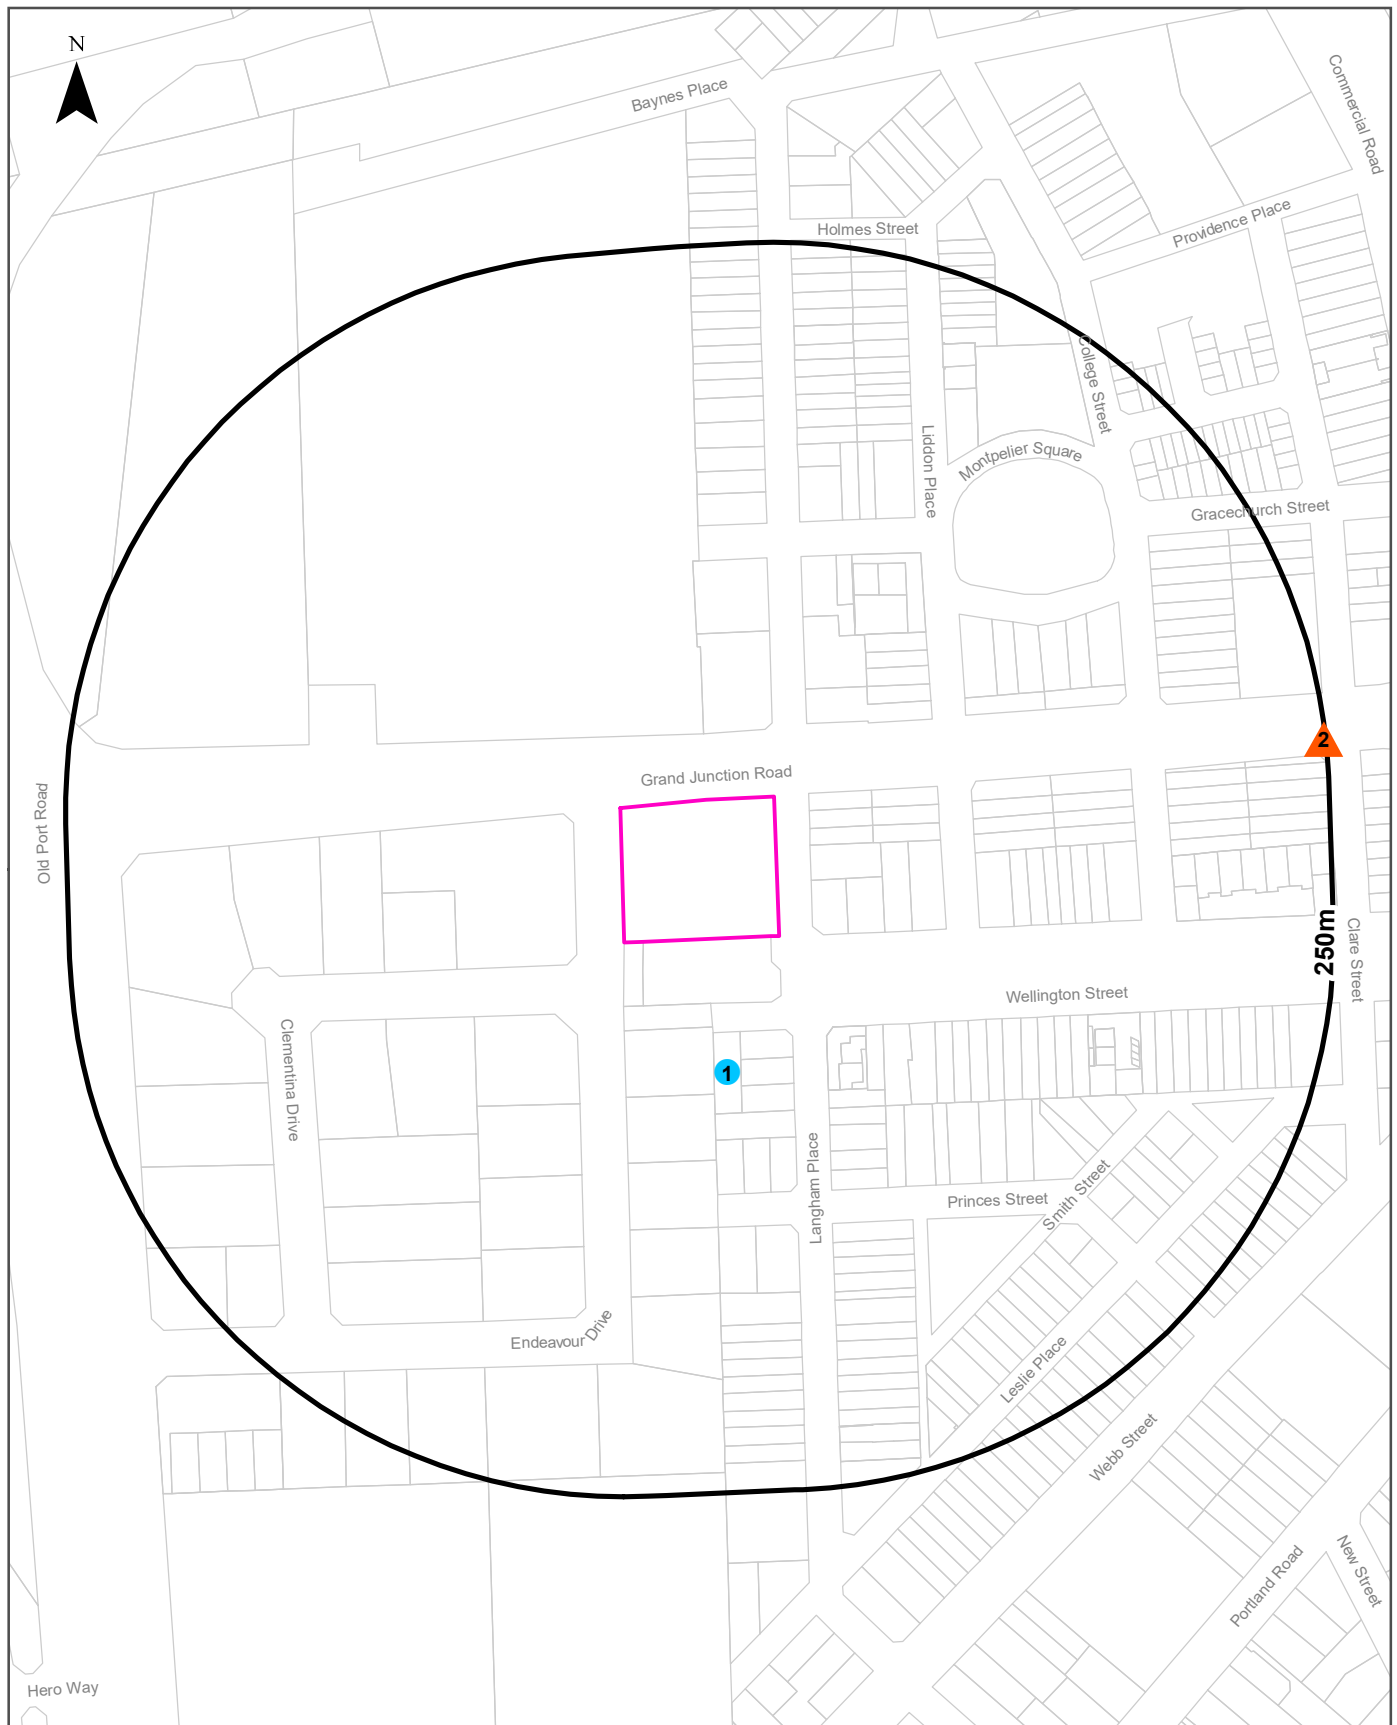 N
Baynes Place
Commercial Road
Holmes Street
Providence Place
College Street
Liddon Place
Montpelier Square
Gracechurch Street
2
Grand Junction Road
Old Port Road
250m
Clare Street
Wellington Street
Clementina Drive
1
Langham Place
Princes Street
Smith Street
Endeavour Drive
Leslie Place
Webb Street
Portland Road
New Street
Hero Way